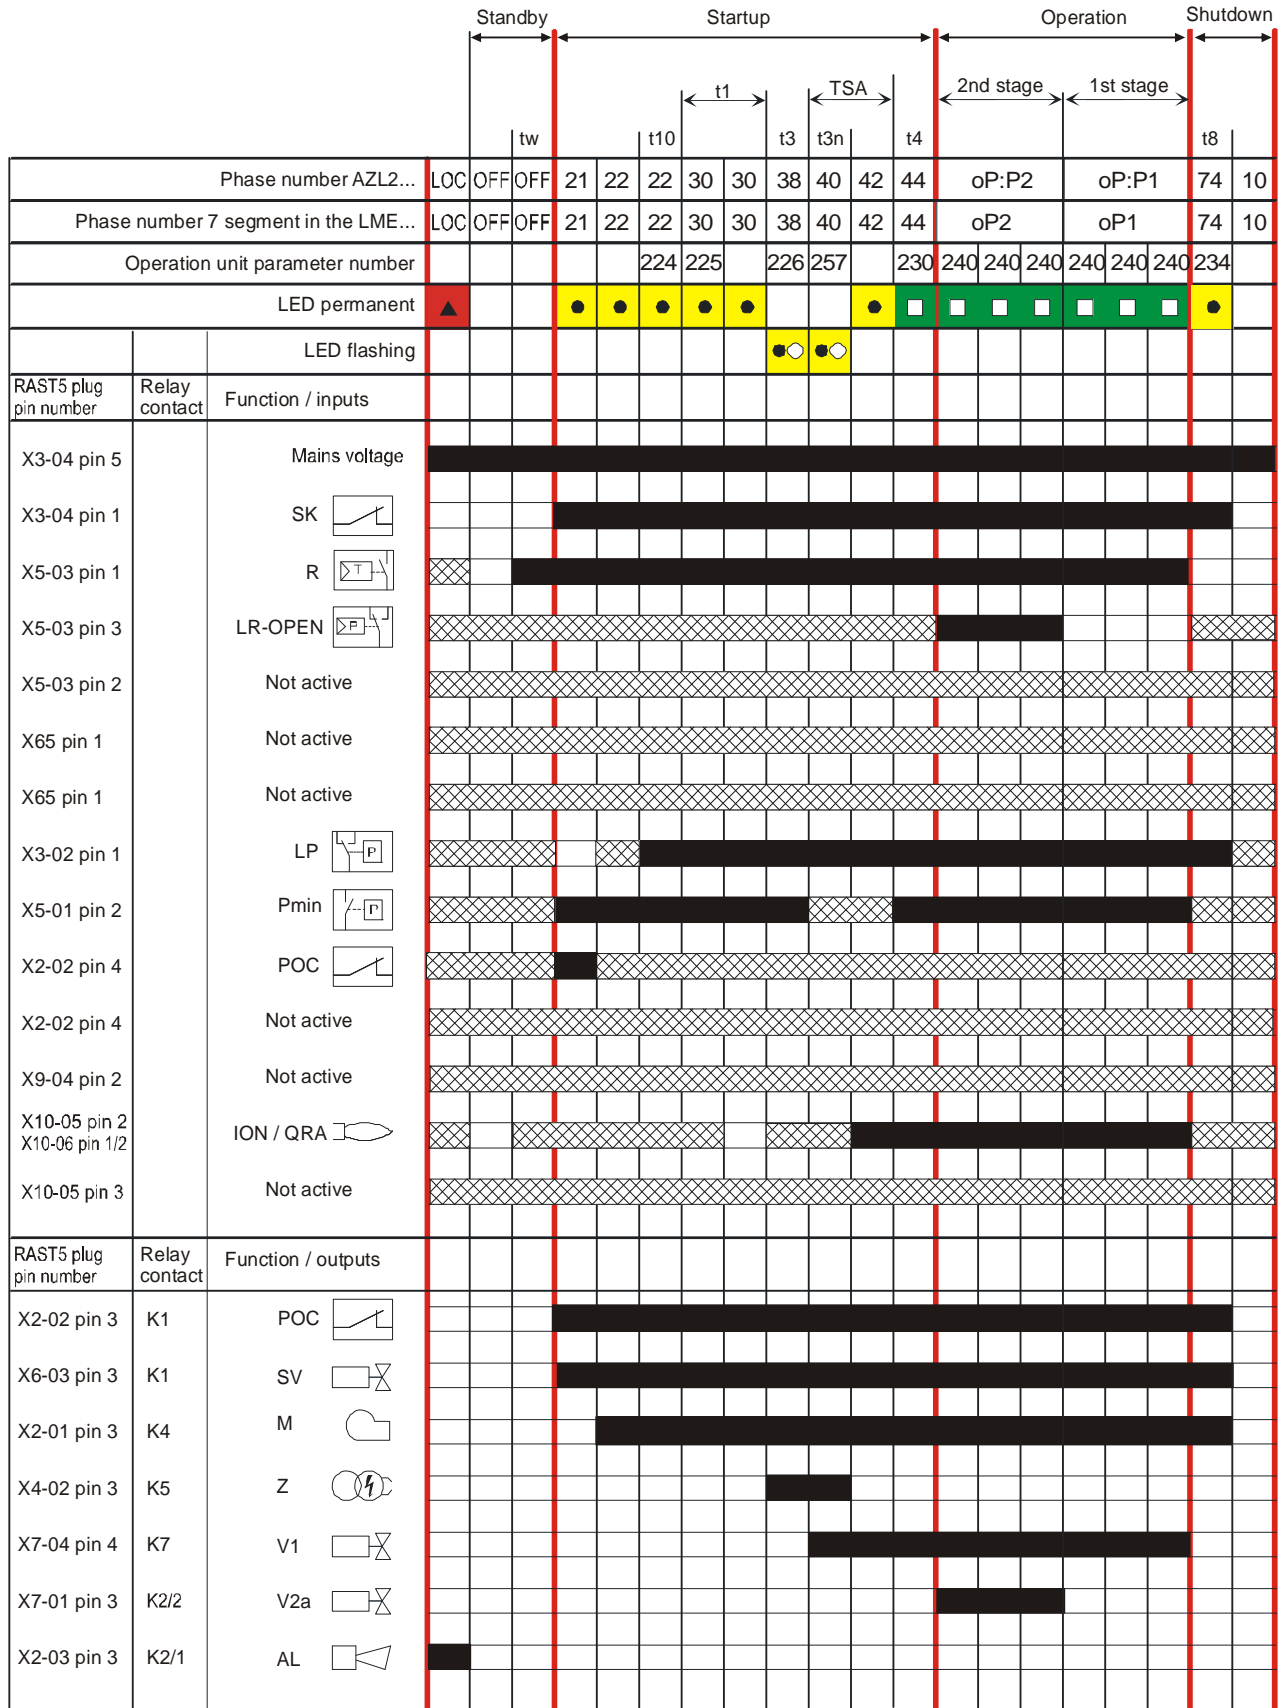 Standby Startup Operation Shutdown
t1 TSA 2nd stage 1st stage
tw t10 t3 t3n t4 t8
Phase number AZL2... LOC OFF OFF 21 22 22 30 30 38 40 42 44 oP:P2 oP:P1 74 10
Phase number 7 segment in the LME... LOC OFF OFF 21 22 22 30 30 38 40 42 44 oP2 oP1 74 10
Operation unit parameter number 224 225 226 257 230 240 240 240 240 240 240 234
LED permanent
LED flashing
RAST5 plug pin number Relay contact Function / inputs
X3-04 pin 5 Mains voltage
X3-04 pin 1 SK
X5-03 pin 1 R T
X5-03 pin 3 LR-OPEN P
X5-03 pin 2 Not active
X65 pin 1 Not active
X65 pin 1 Not active
X3-02 pin 1 LP P
X5-01 pin 2 Pmin P
X2-02 pin 4 POC
X2-02 pin 4 Not active
X9-04 pin 2 Not active
X10-05 pin 2
X10-06 pin 1/2 ION / QRA
X10-05 pin 3 Not active
RAST5 plug pin number Relay contact Function / outputs
X2-02 pin 3 K1 POC
X6-03 pin 3 K1 SV
X2-01 pin 3 K4 M
X4-02 pin 3 K5 Z
X7-04 pin 4 K7 V1
X7-01 pin 3 K2/2 V2a
X2-03 pin 3 K2/1 AL